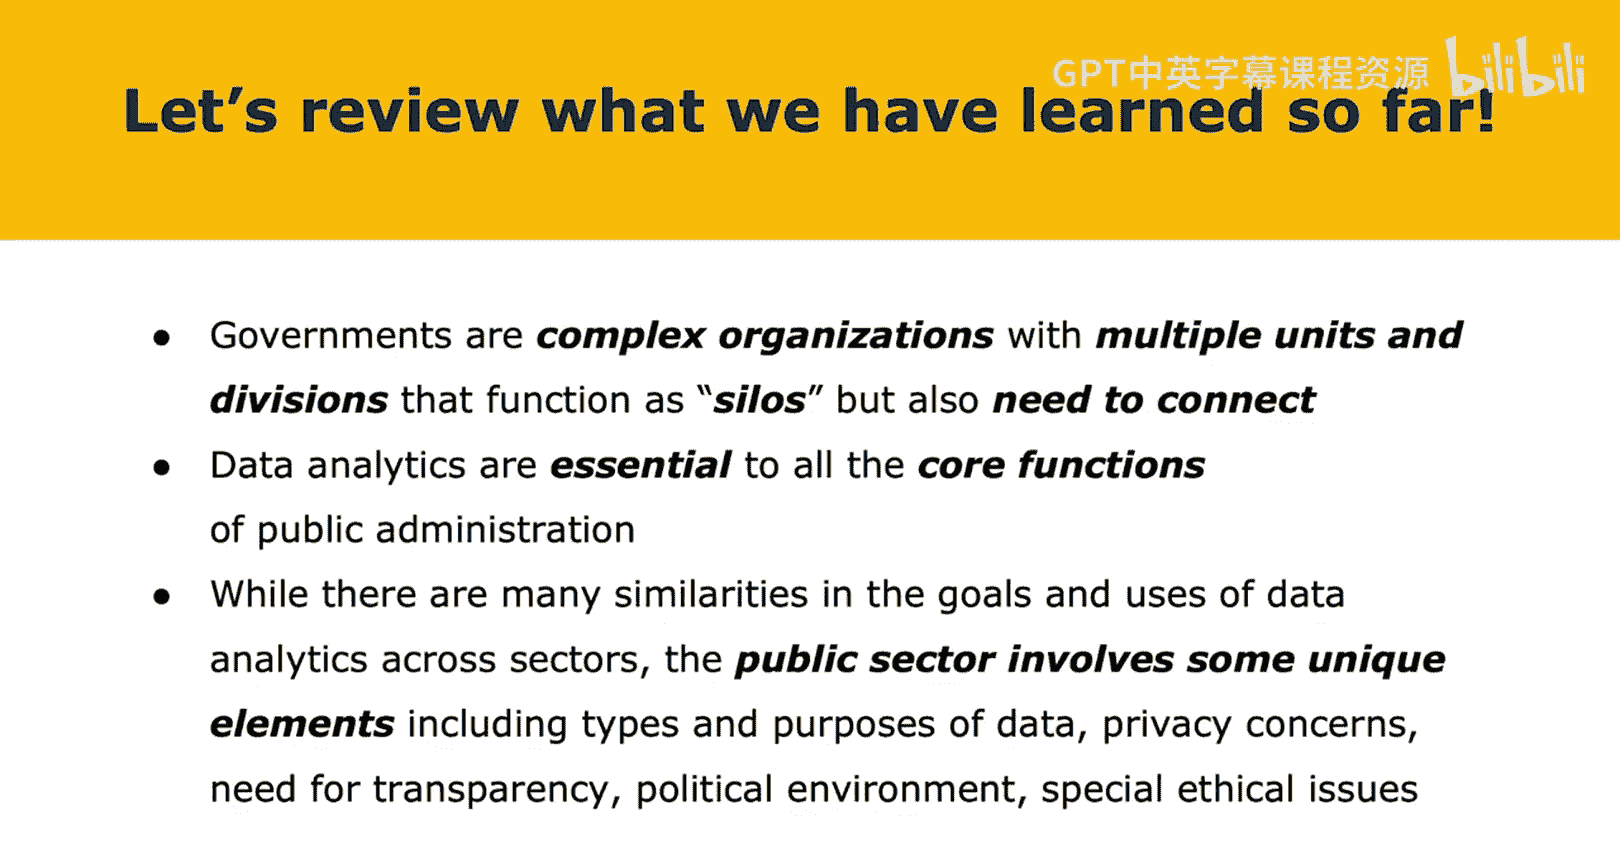 GPT中英字幕课程资源 bilibili
Let’s review what we have learned so far!
● Governments are complex organizations with multiple units and
divisions that function as “silos” but also need to connect
● Data analytics are essential to all the core functions
of public administration
● While there are many similarities in the goals and uses of data
analytics across sectors, the public sector involves some unique
elements including types and purposes of data, privacy concerns,
need for transparency, political environment, special ethical issues